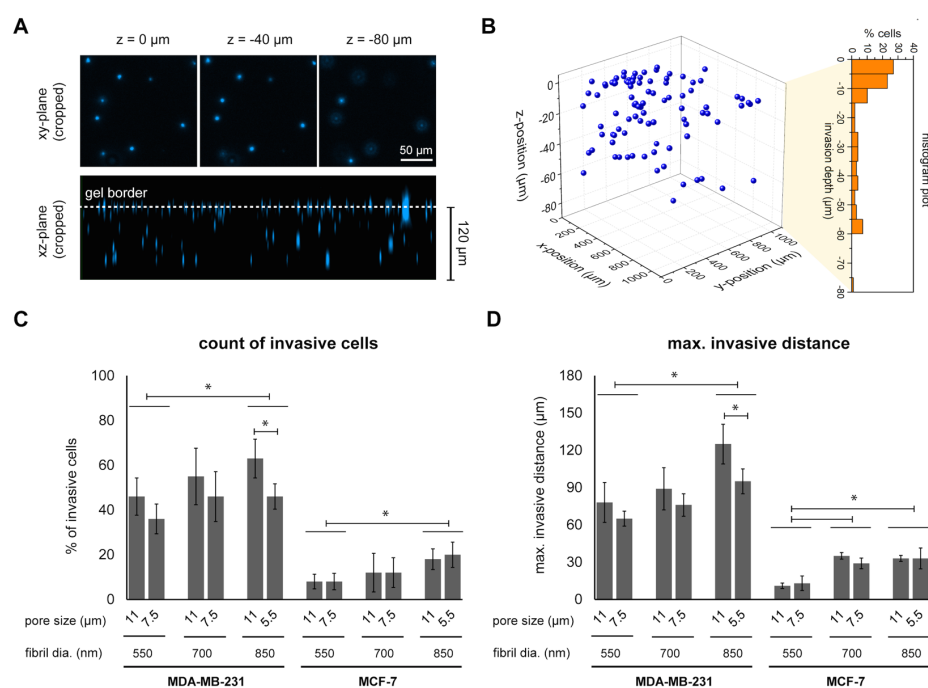 A
z = 0 µm
z = -40 µm
z = -80 µm
xy-plane
(cropped)
50 µm
gel border
xz-plane
(cropped)
120 µm
B
z-position (µm)
0
-20
-40
-60
-80
0
200
400
600
800
1000
x-position (µm)
0
200
400
600
800
1000
y-position (µm)
% cells
0
10
20
30
40
0
-10
-20
-30
-40
-50
-60
-70
-80
invasion depth (µm)
histogram plot
C
count of invasive cells
% of invasive cells
100
80
60
40
20
0
*
*
*
pore size (µm)
11 7.5 11 7.5 11 5.5 11 7.5 11 7.5 11 5.5
fibril dia. (nm)
550 700 850 550 700 850
MDA-MB-231 MCF-7
D
max. invasive distance
max. invasive distance (µm)
180
150
120
90
60
30
0
*
*
*
pore size (µm)
11 7.5 11 7.5 11 5.5 11 7.5 11 7.5 11 5.5
fibril dia. (nm)
550 700 850 550 700 850
MDA-MB-231 MCF-7